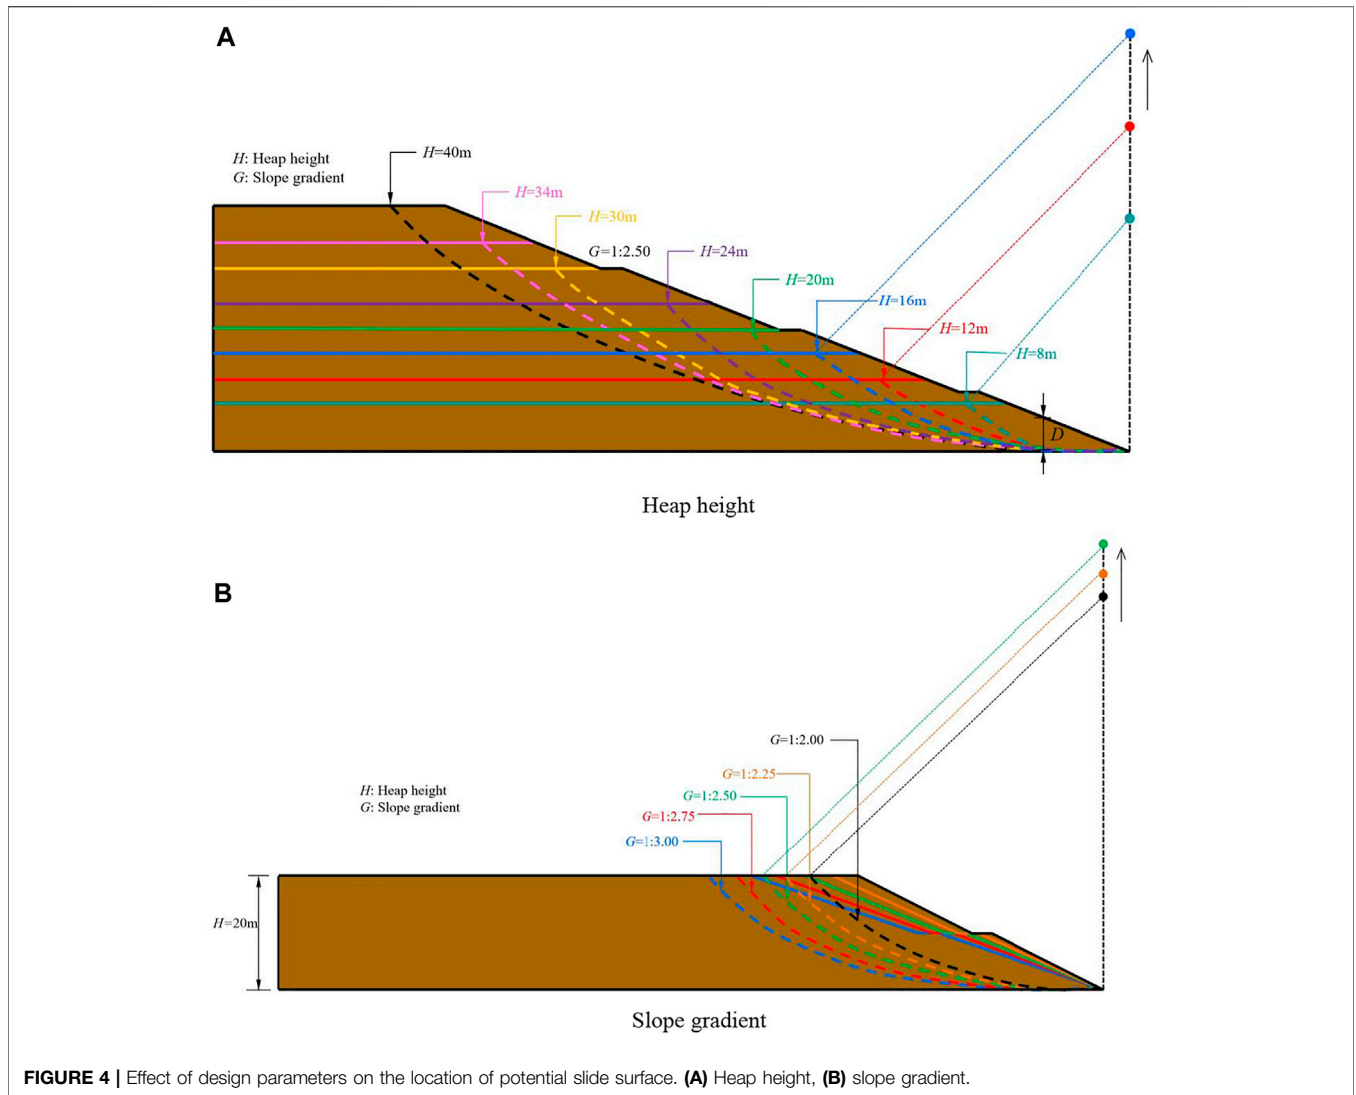 A
H: Heap height
G: Slope gradient
H=40m
H=34m
H=30m
G=1:2.50
H=24m
H=20m
H=16m
H=12m
H=8m
D
Heap height
B
H: Heap height
G: Slope gradient
G=1:2.00
G=1:2.25
G=1:2.50
G=1:2.75
G=1:3.00
H=20m
Slope gradient
FIGURE 4 | Effect of design parameters on the location of potential slide surface. (A) Heap height, (B) slope gradient.